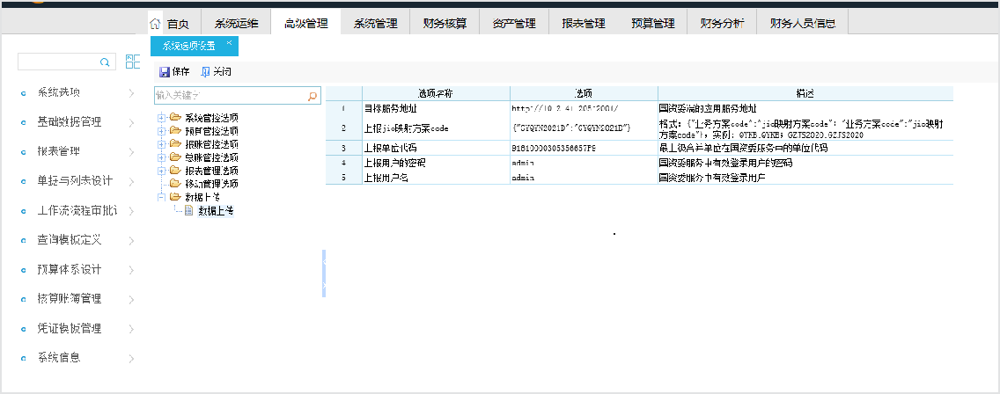 首页 系统运维 高级管理 系统管理 财务核算 资产管理 报表管理 预算管理 财务分析 财务人员信息
系统选项设置 ×
保存 关闭
输入关键字
系统选项
基础数据管理
报表管理
单据与列表设计
工作流流程审批
查询模板定义
预算体系设计
核算账簿管理
凭证模板管理
系统信息
系统管控选项
预算管控选项
报账管控选项
总账管控选项
报表管理选项
移动管理选项
数据上传
数据上传
选项名称 选项 描述
1 目标服务地址 国资委端的应用服务地址
2 上报jio映射方案code {"GYQYN2021D":"GYQYN2021D"} 格式：{"业务方案code":"jio映射方案code"；"业务方案code":"jio映射
方案code"}，实例：QYKB.QYKB；GZJS2020.GZJS2020
3 上报单位代码 最上级合并单位在国资委服务中的单位代码
4 上报用户的密码 admin 国资委服务中有效登录用户的密码
5 上报用户名 admin 国资委服务中有效登录用户